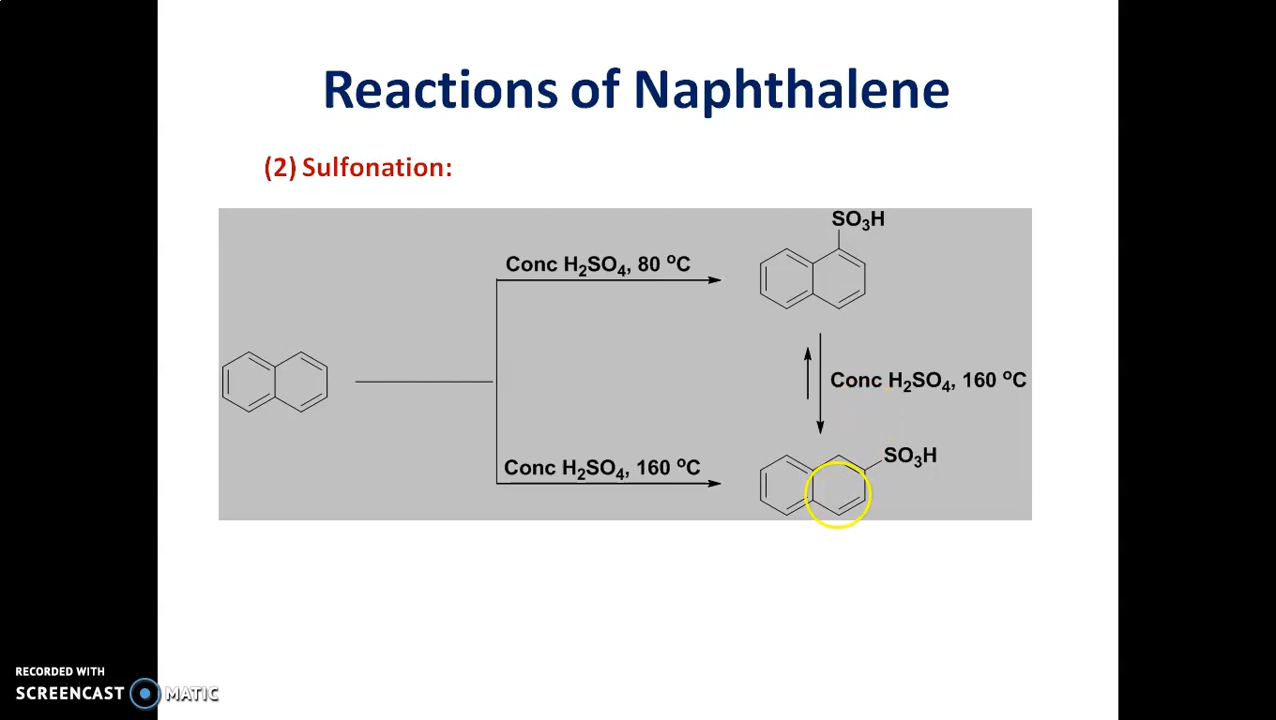 Reactions of Naphthalene
(2) Sulfonation:
SO₃H
Conc H₂SO₄, 80 ᵒC
Conc H₂SO₄, 160 ᵒC
Conc H₂SO₄, 160 ᵒC
SO₃H
RECORDED WITH
SCREENCAST MATIC